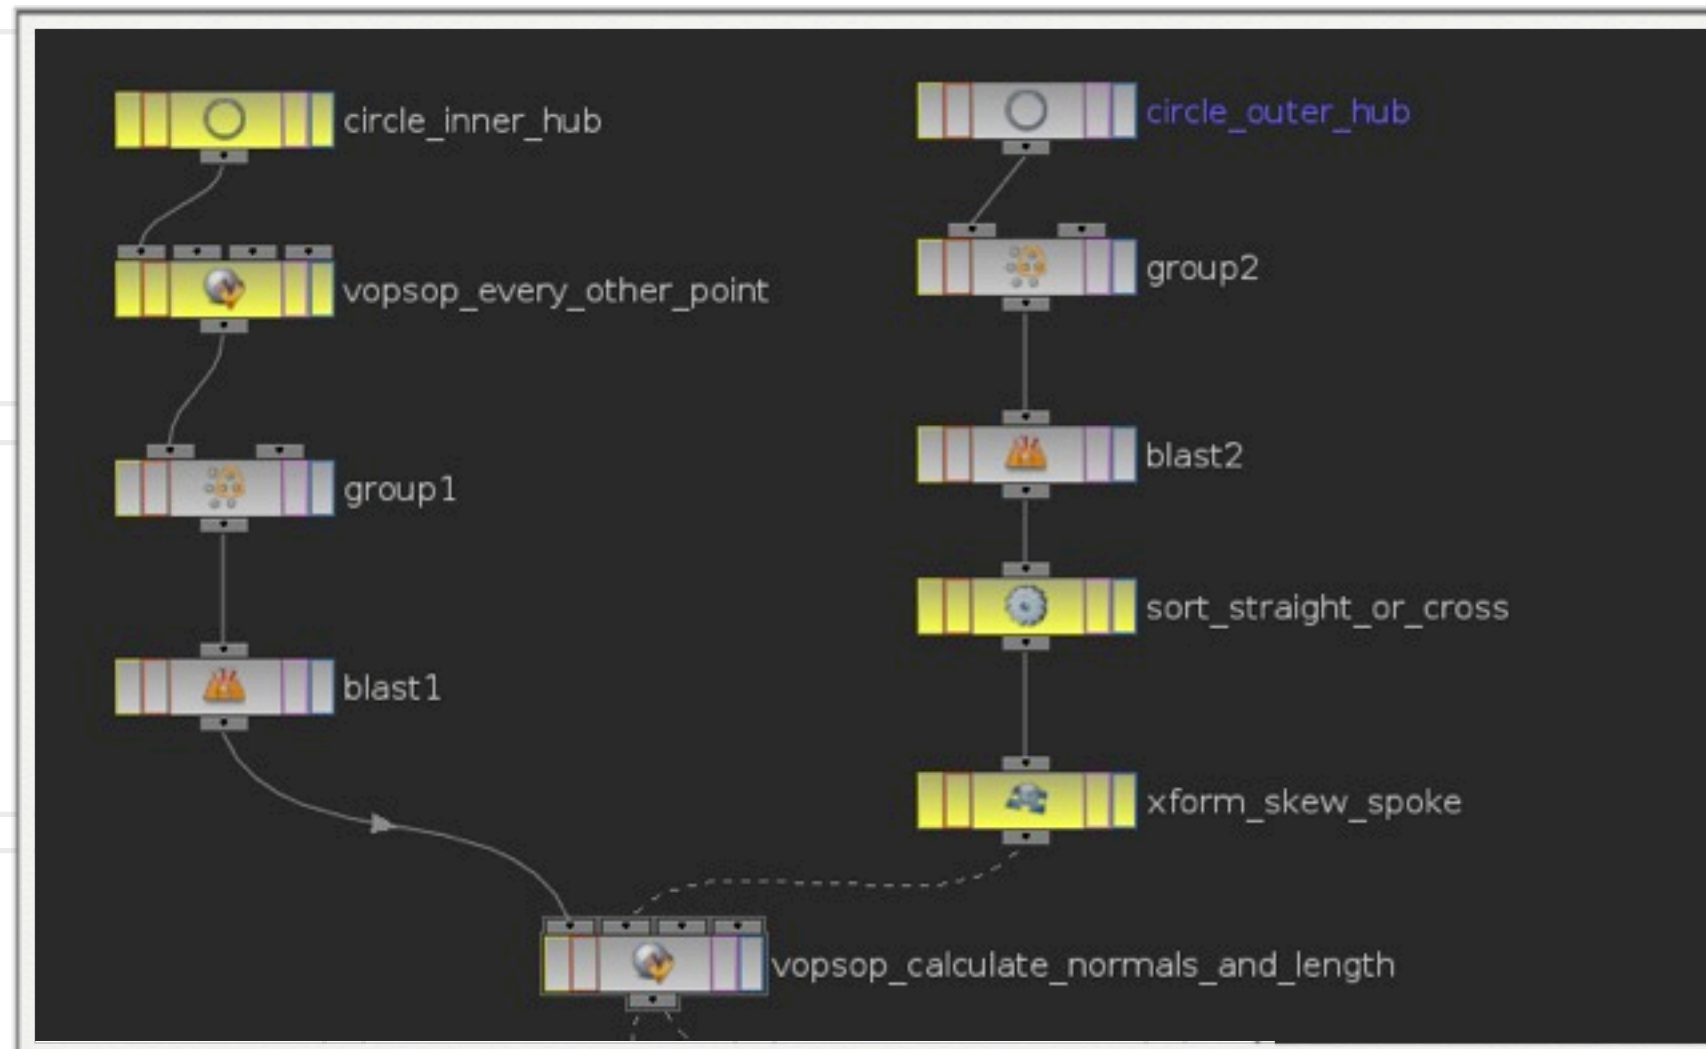 circle_inner_hub
vopsop_every_other_point
group1
blast1
circle_outer_hub
group2
blast2
sort_straight_or_cross
xform_skew_spoke
vopsop_calculate_normals_and_length